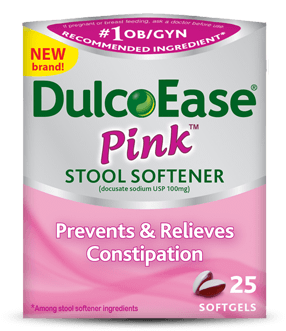 If pregnant or breast feeding, ask a doctor before use.
#1 OB/GYN
RECOMMENDED INGREDIENT*
NEW
brand!
DulcoEase®
Pink™
STOOL SOFTENER
(docusate sodium USP 100mg)
Prevents & Relieves
Constipation
25
SOFTGELS
*Among stool softener ingredients